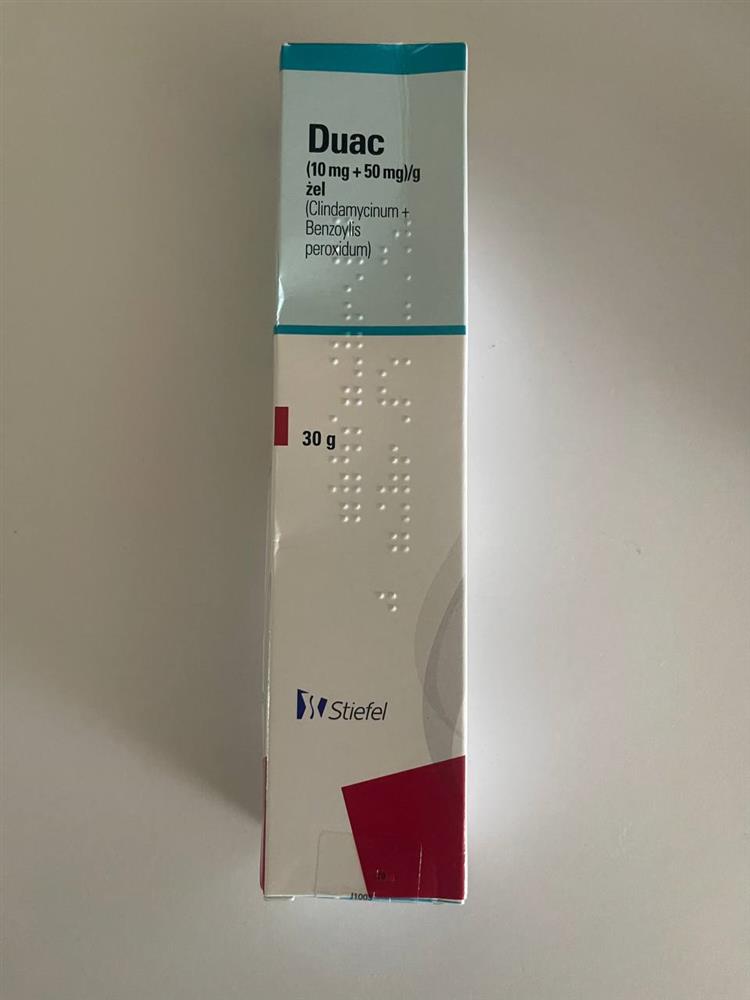 Duac
(10 mg + 50 mg)/g
żel
(Clindamycinum +
Benzoylis
peroxidum)
30 g
Stiefel